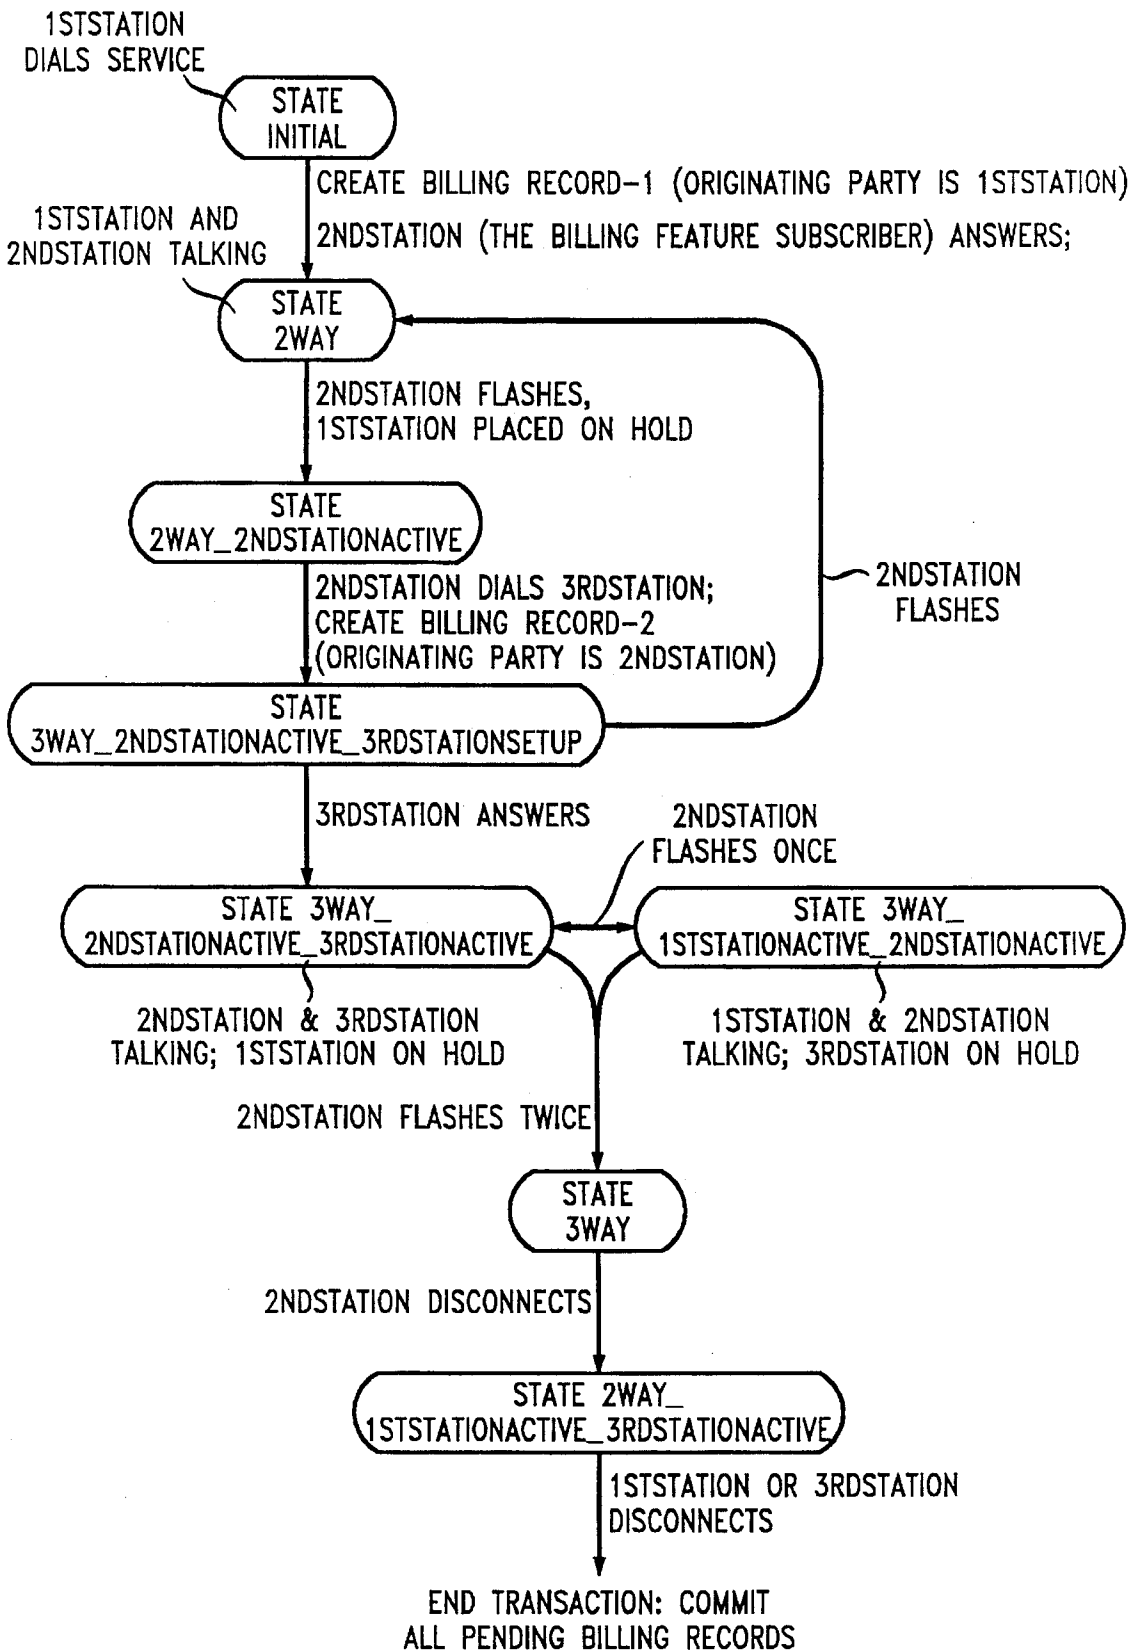 1STSTATION
DIALS SERVICE
STATE
INITIAL
CREATE BILLING RECORD-1 (ORIGINATING PARTY IS 1STSTATION)
1STSTATION AND
2NDSTATION TALKING
2NDSTATION (THE BILLING FEATURE SUBSCRIBER) ANSWERS;
STATE
2WAY
2NDSTATION FLASHES,
1STSTATION PLACED ON HOLD
STATE
2WAY_2NDSTATIONACTIVE
2NDSTATION
FLASHES
2NDSTATION DIALS 3RDSTATION;
CREATE BILLING RECORD-2
(ORIGINATING PARTY IS 2NDSTATION)
STATE
3WAY_2NDSTATIONACTIVE_3RDSTATIONSETUP
3RDSTATION ANSWERS
2NDSTATION
FLASHES ONCE
STATE 3WAY_
2NDSTATIONACTIVE_3RDSTATIONACTIVE
STATE 3WAY_
1STSTATIONACTIVE_2NDSTATIONACTIVE
2NDSTATION & 3RDSTATION
TALKING; 1STSTATION ON HOLD
1STSTATION & 2NDSTATION
TALKING; 3RDSTATION ON HOLD
2NDSTATION FLASHES TWICE
STATE
3WAY
2NDSTATION DISCONNECTS
STATE 2WAY_
1STSTATIONACTIVE_3RDSTATIONACTIVE
1STSTATION OR 3RDSTATION
DISCONNECTS
END TRANSACTION: COMMIT
ALL PENDING BILLING RECORDS